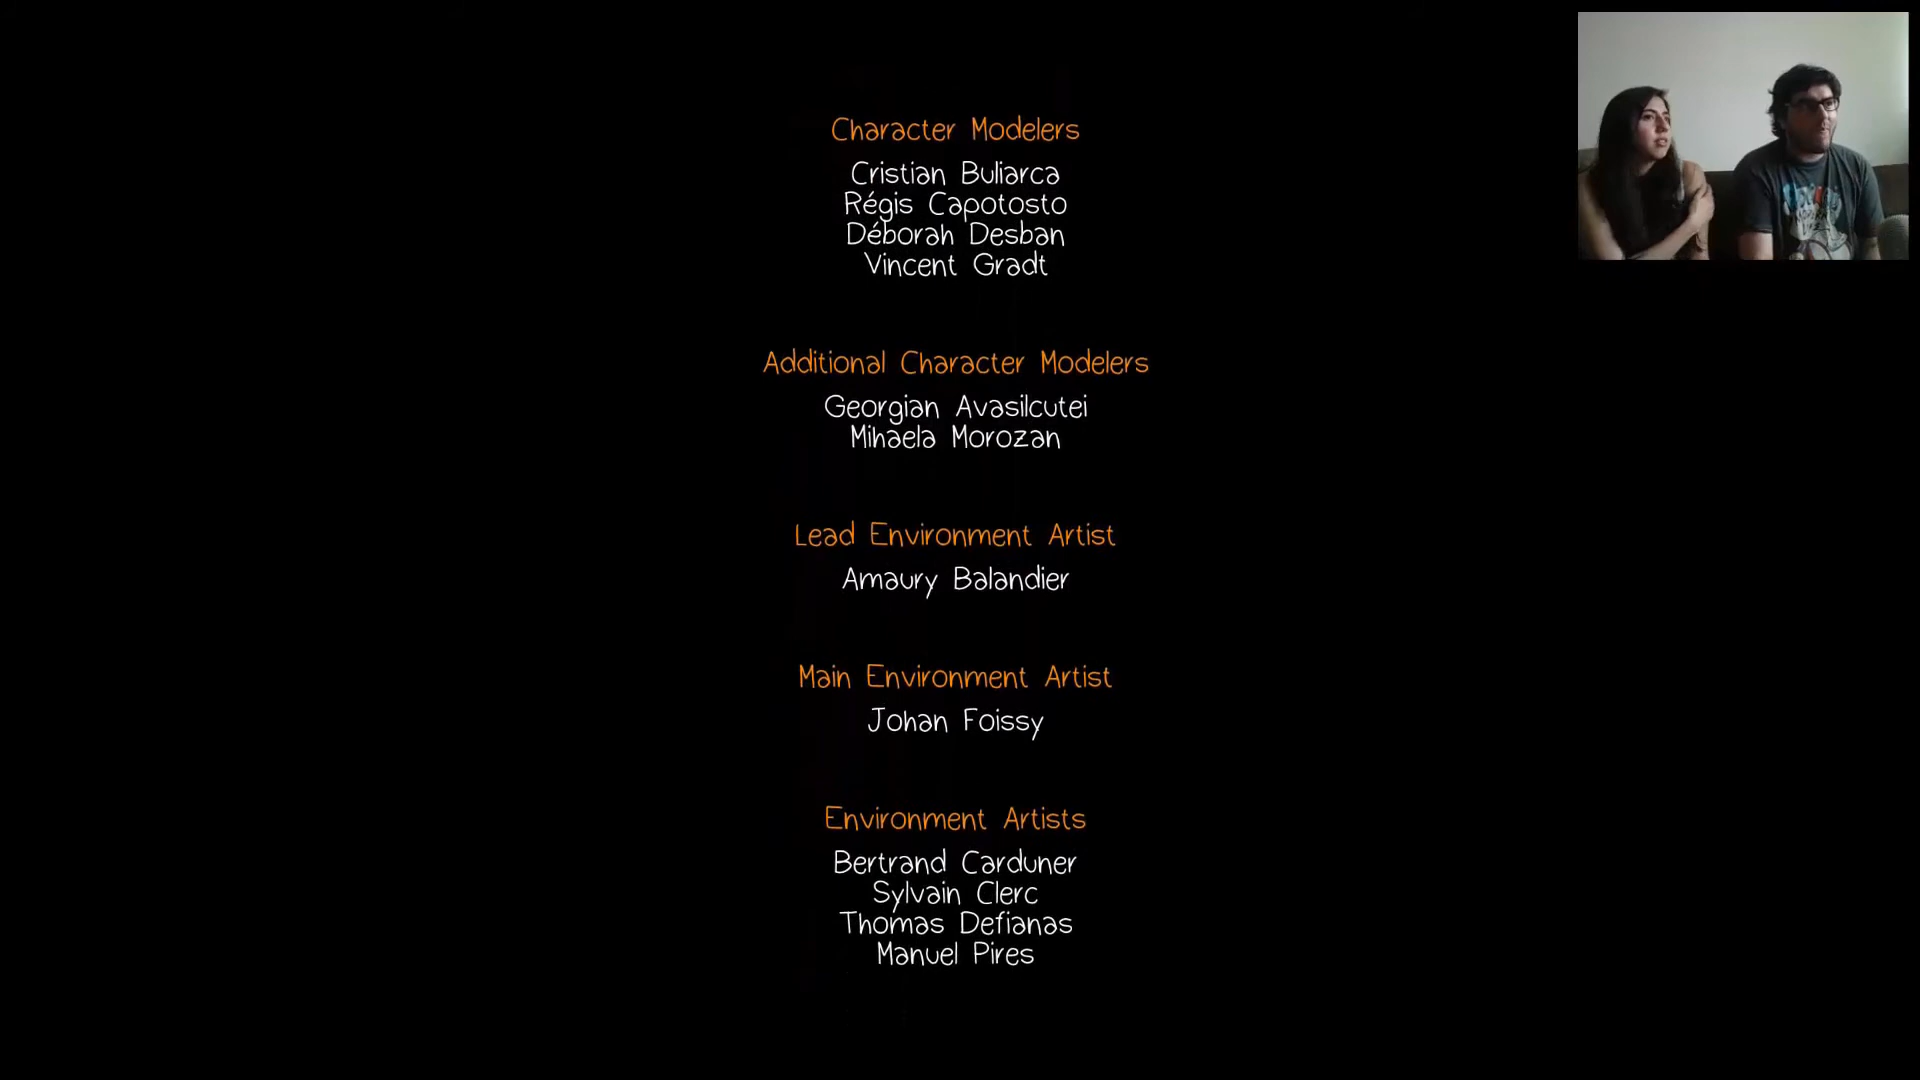 Character Modelers
Cristian Buliarca
Régis Capotosto
Déborah Desban
Vincent Gradt
Additional Character Modelers
Georgian Avasilcutei
Mihaela Morozan
Lead Environment Artist
Amaury Balandier
Main Environment Artist
Johan Foissy
Environment Artists
Bertrand Carduner
Sylvain Clerc
Thomas Defianas
Manuel Pires